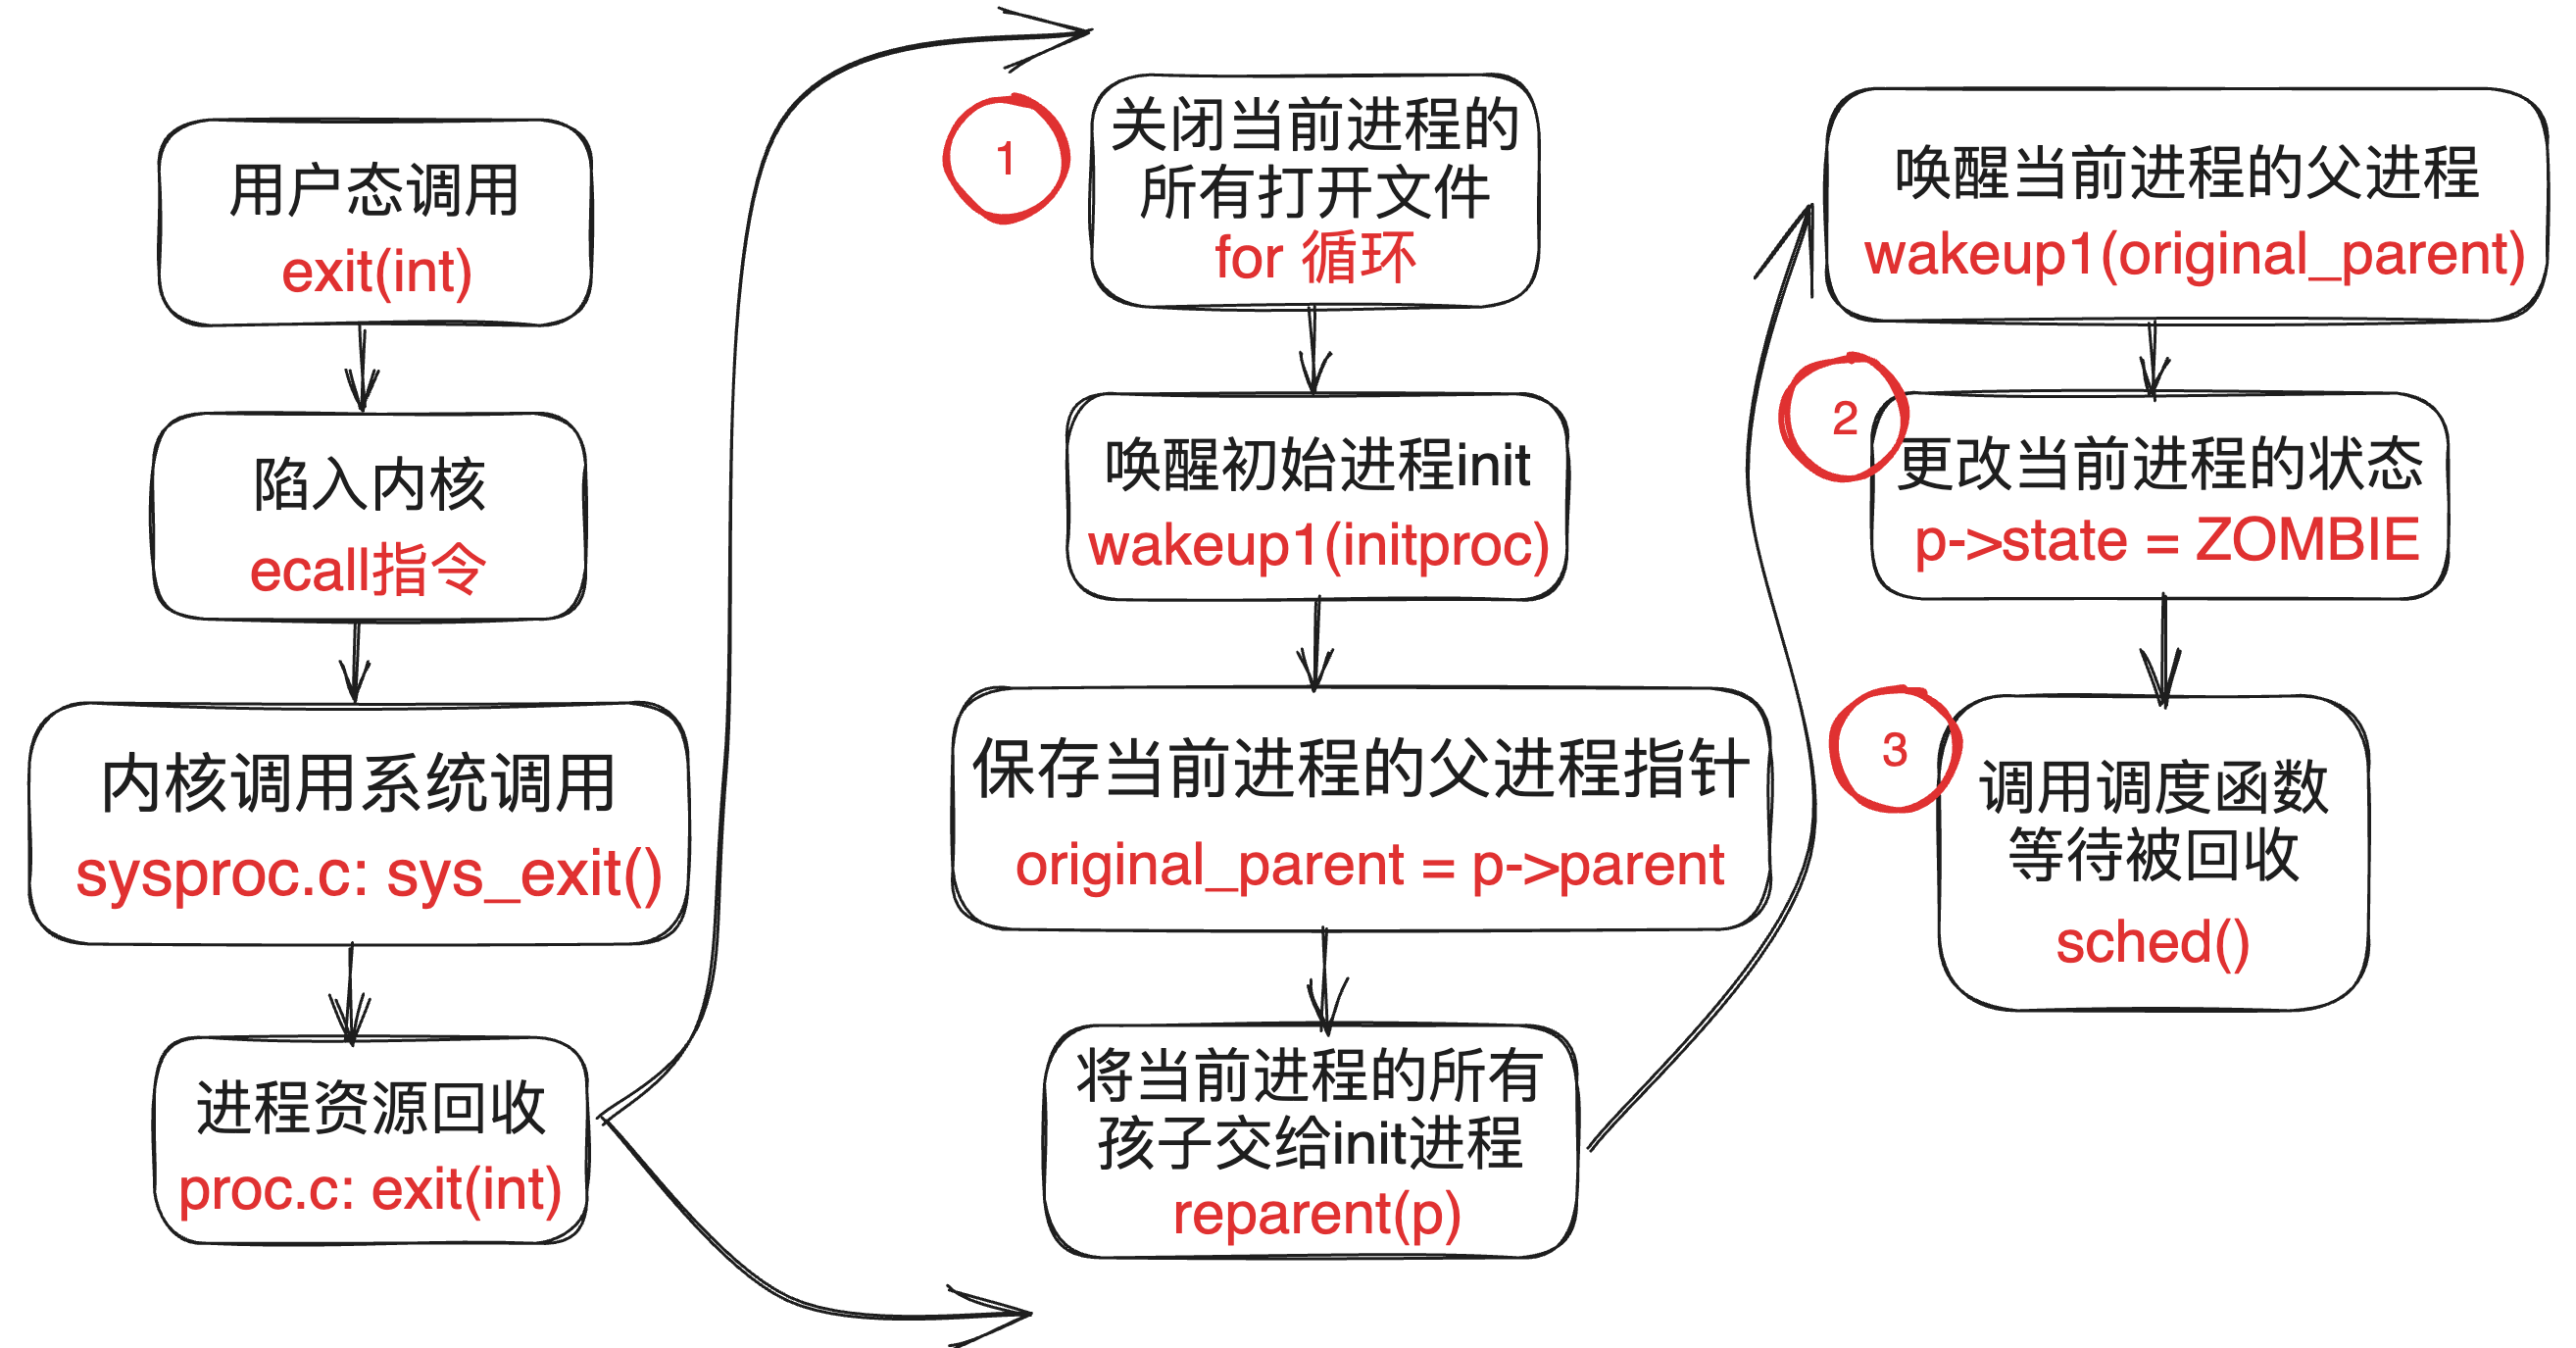 用户态调用
exit(int)
陷入内核
ecall指令
内核调用系统调用
sysproc.c: sys_exit()
进程资源回收
proc.c: exit(int)
1
关闭当前进程的
所有打开文件
for 循环
唤醒初始进程init
wakeup1(initproc)
保存当前进程的父进程指针
original_parent = p->parent
将当前进程的所有
孩子交给init进程
reparent(p)
唤醒当前进程的父进程
wakeup1(original_parent)
2
更改当前进程的状态
p->state = ZOMBIE
3
调用调度函数
等待被回收
sched()